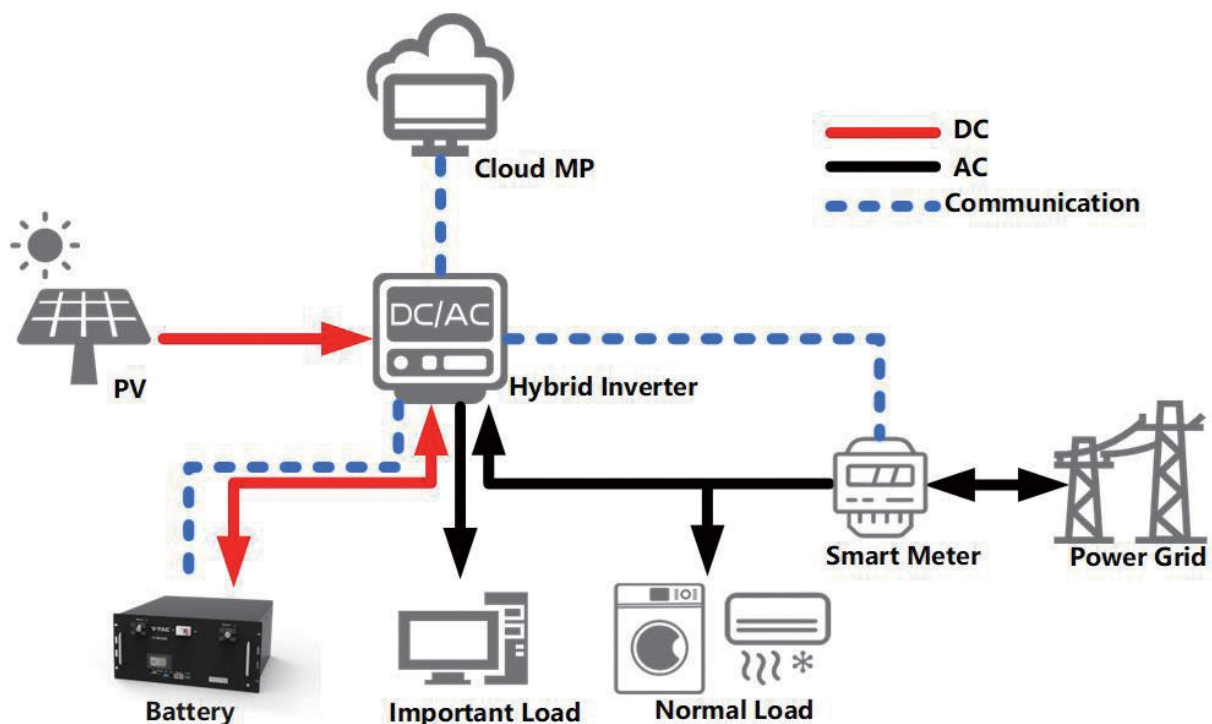 DC
AC
Communication
Cloud MP
DC/AC
Hybrid Inverter
PV
Smart Meter
Power Grid
V-TAC
Battery
Important Load
Normal Load